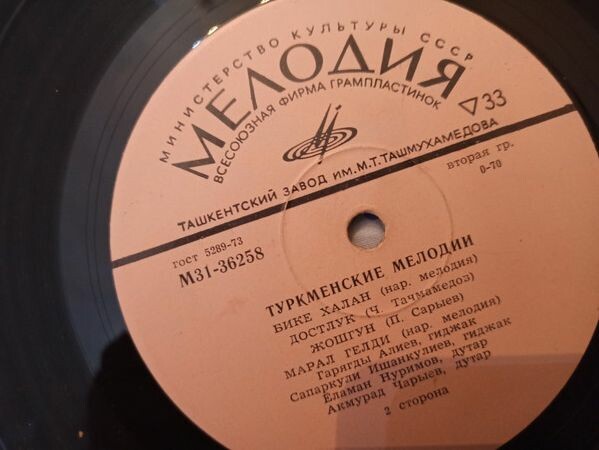 МИНИСТЕРСТВО КУЛЬТУРЫ СССР
МЕЛОДИЯ
ВСЕСОЮЗНАЯ ФИРМА ГРАМПЛАСТИНОК
33
ТАШКЕНТСКИЙ ЗАВОД ИМ. М.Т. ТАШМУХАМЕДОВА
вторая гр.
0-70
гост 5289-73
М31-36258
ТУРКМЕНСКИЕ МЕЛОДИИ
БИКЕ ХАЛАН (нар. мелодия)
ДОСТЛУК (Ч. Тачмамедов)
ЖОШГУН (П. Сарыев)
МАРАЛ ГЕЛДИ (нар. мелодия)
Гарягды Алиев, гиджак
Сапаркули Ишанкулиев, гиджак
Еламан Нуримов, дутар
Акмурад Чарыев, дутар
2 сторона